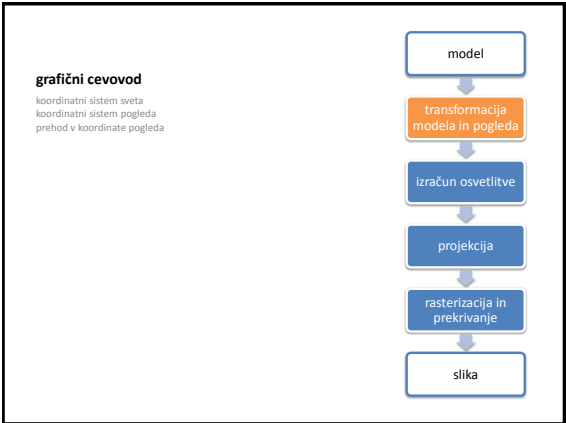 grafični cevovod
koordinatni sistem sveta
koordinatni sistem pogleda
prehod v koordinate pogleda
model
transformacija
modela in pogleda
izračun osvetlitve
projekcija
rasterizacija in
prekrivanje
slika